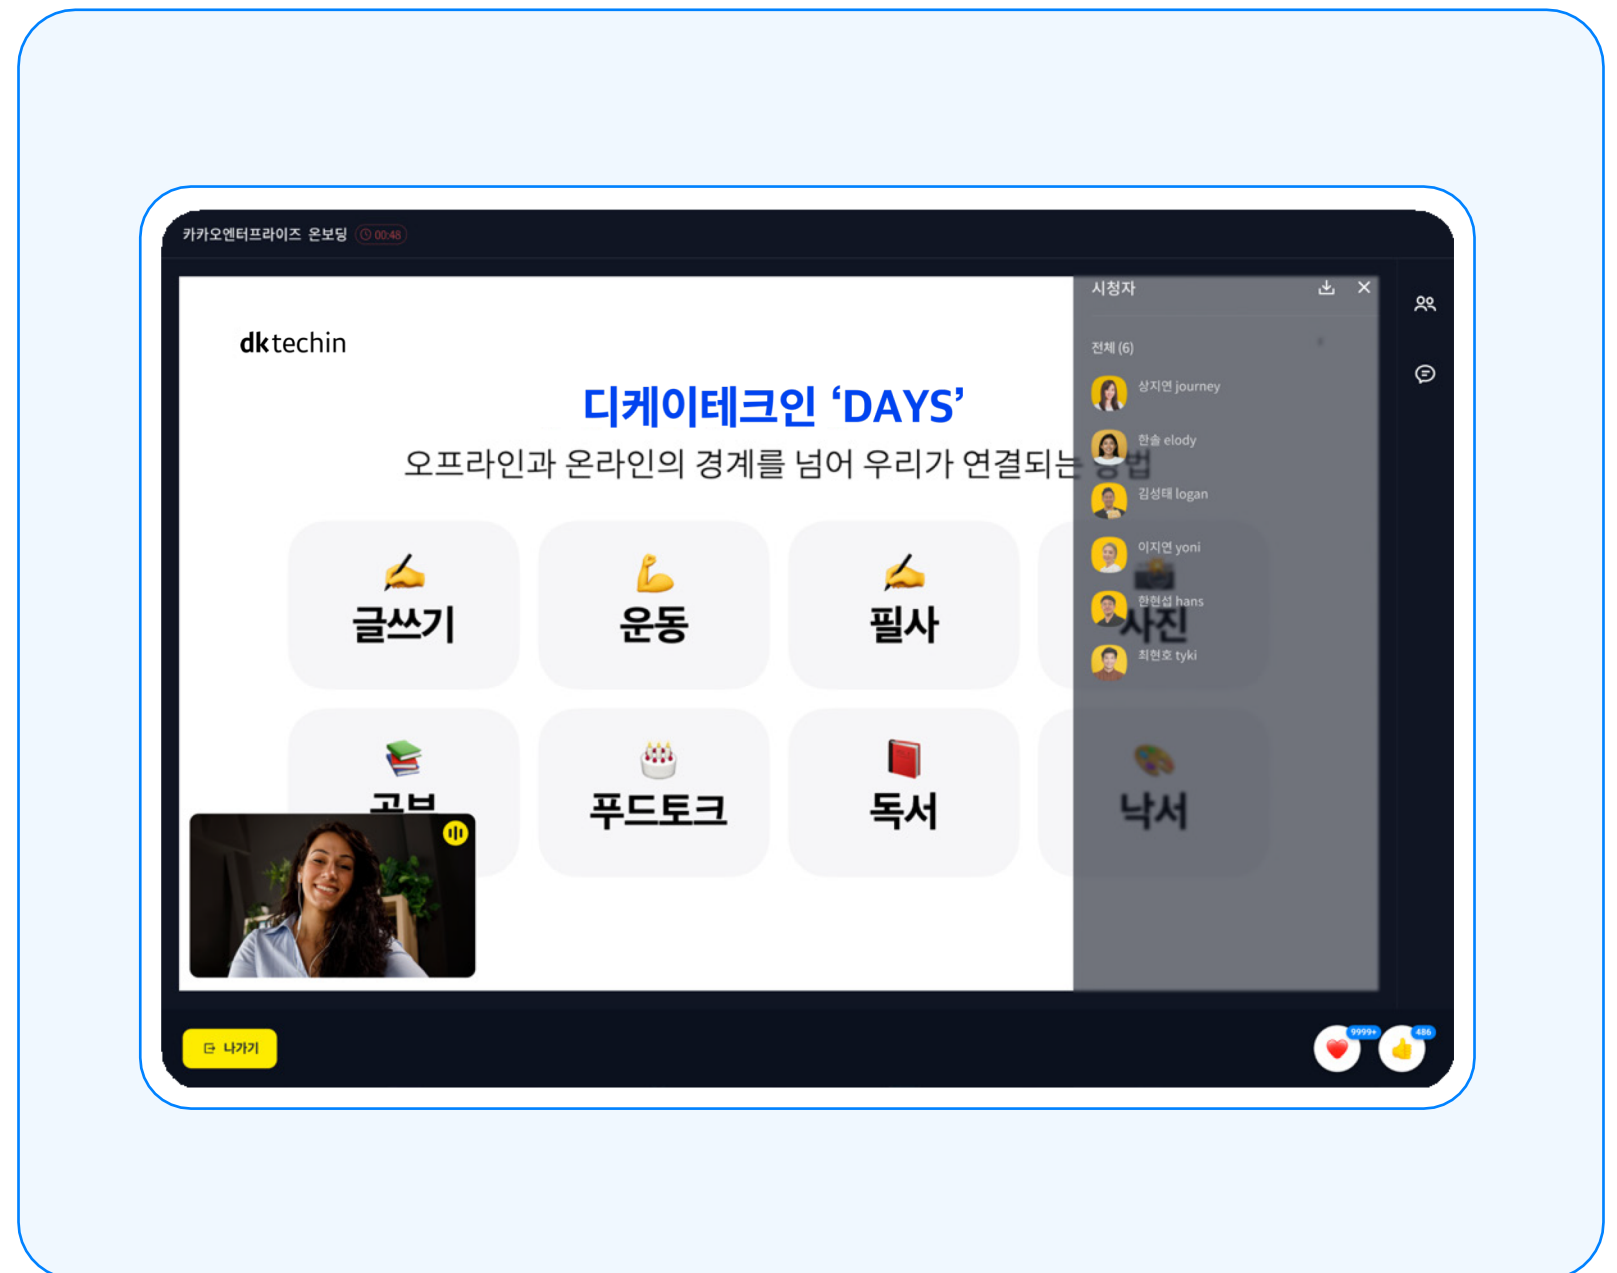 카카오엔터프라이즈 온보딩 00:48
dktechin
디케이테크인 ‘DAYS’
오프라인과 온라인의 경계를 넘어 우리가 연결되는 방법
글쓰기
운동
필사
사진
공부
푸드토크
독서
낙서
시청자
전체 (6)
상지연 journey
한솔 elody
김성태 logan
이지연 yoni
한현섭 hans
최현호 tyki
나가기
9999+
486